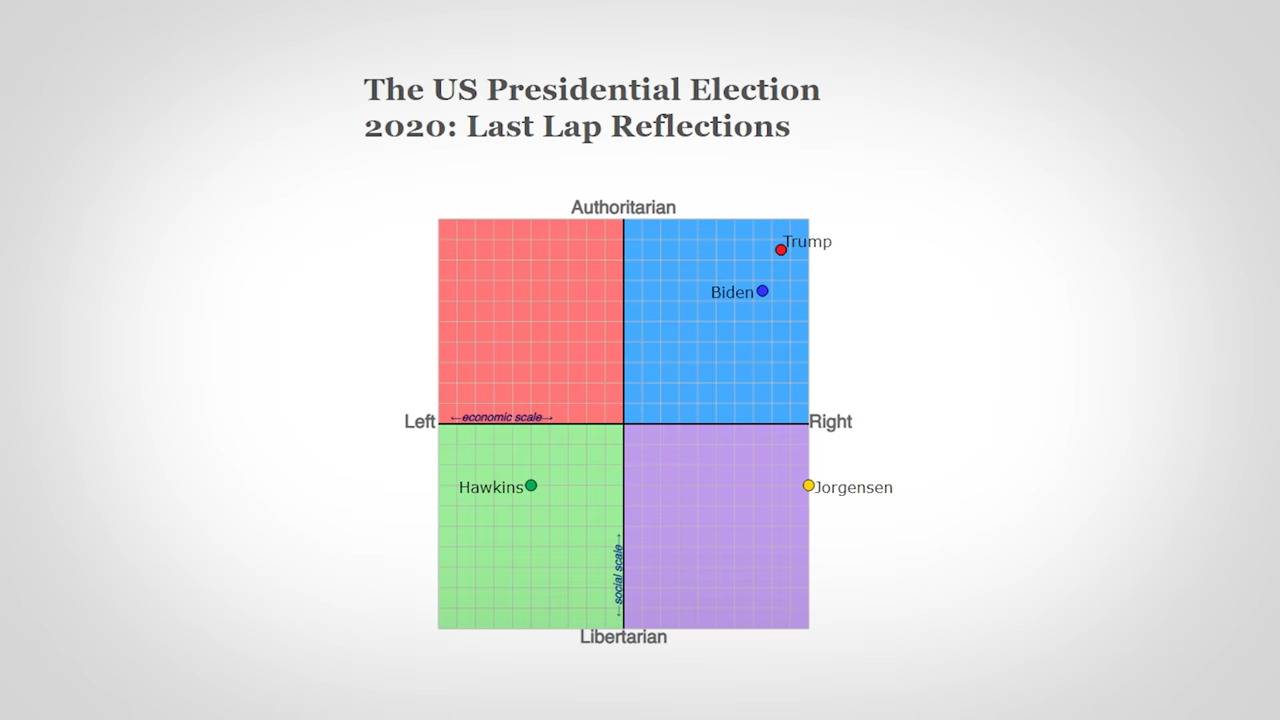 The US Presidential Election
2020: Last Lap Reflections
Authoritarian
Trump
Biden
←economic scale→
Left
Right
Hawkins
Jorgensen
←social scale→
Libertarian